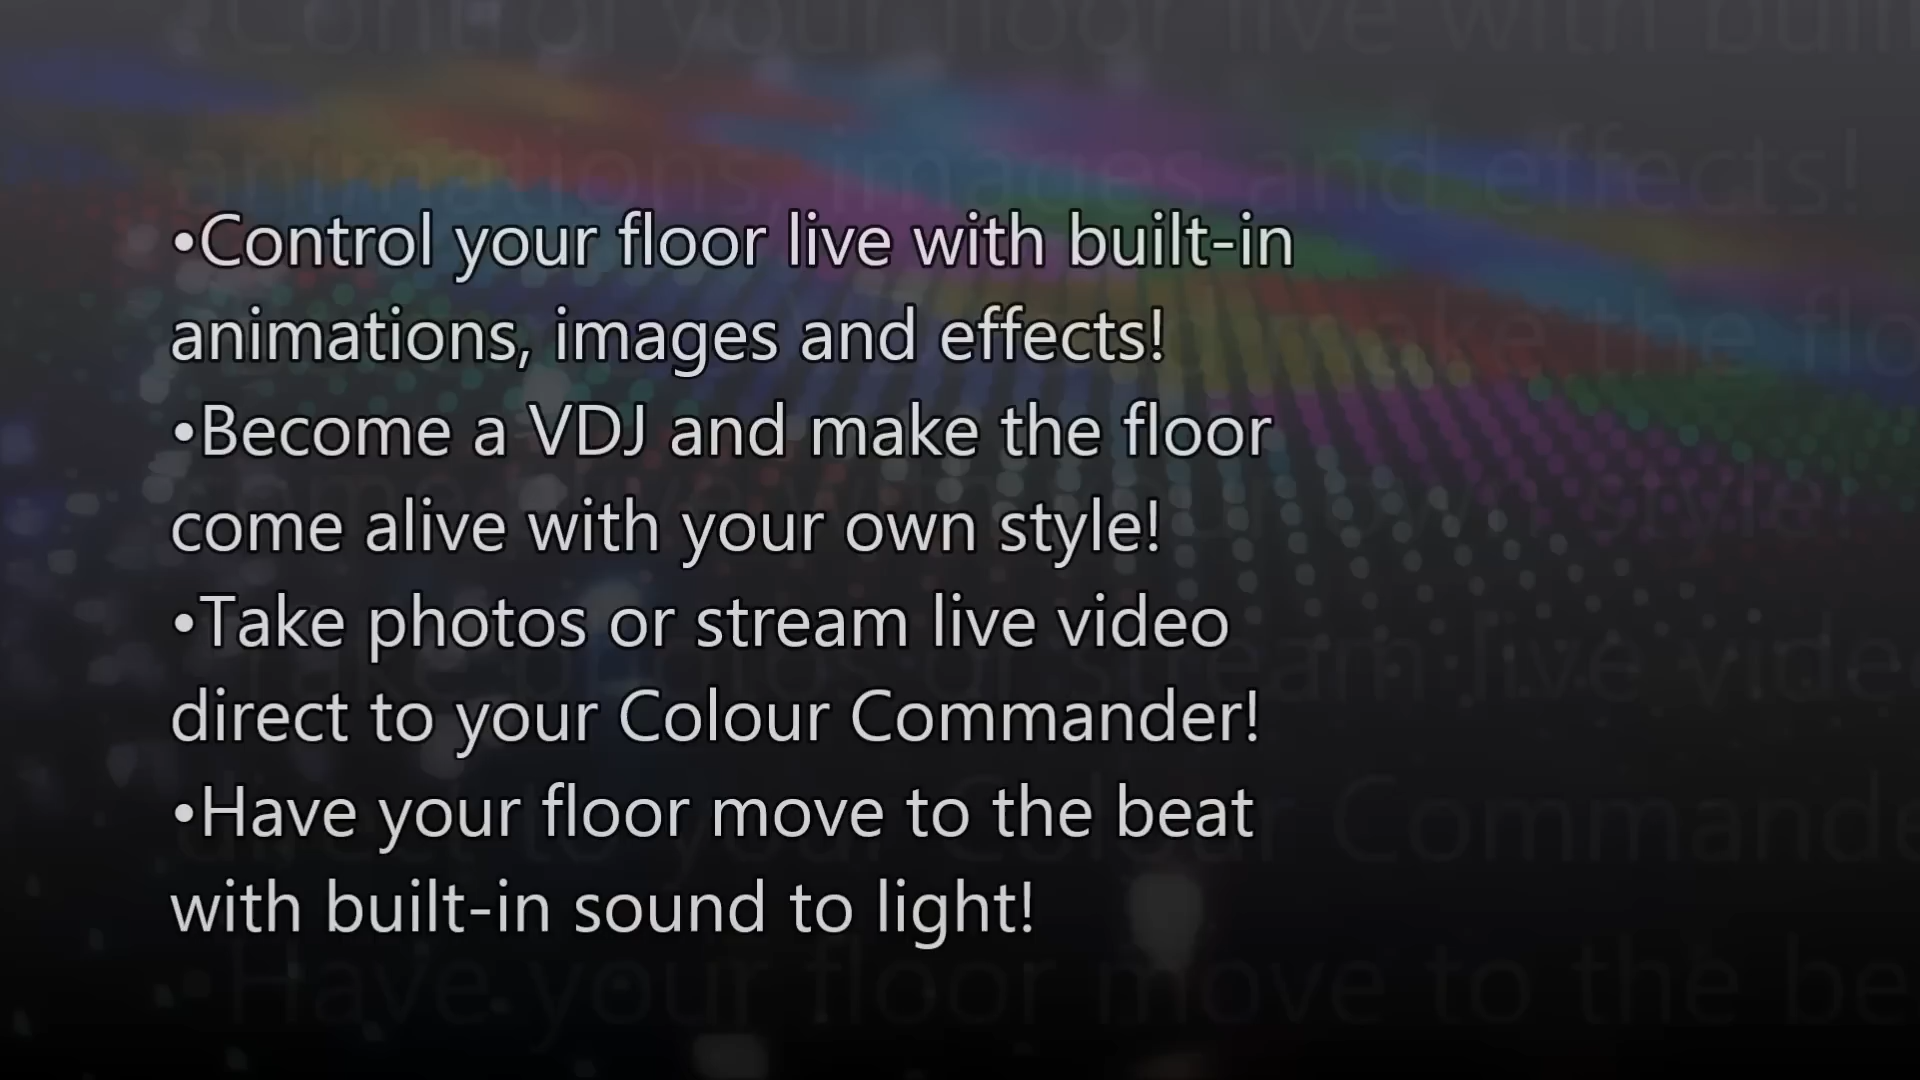 •Control your floor live with built-in
animations, images and effects!
•Become a VDJ and make the floor
come alive with your own style!
•Take photos or stream live video
direct to your Colour Commander!
•Have your floor move to the beat
with built-in sound to light!